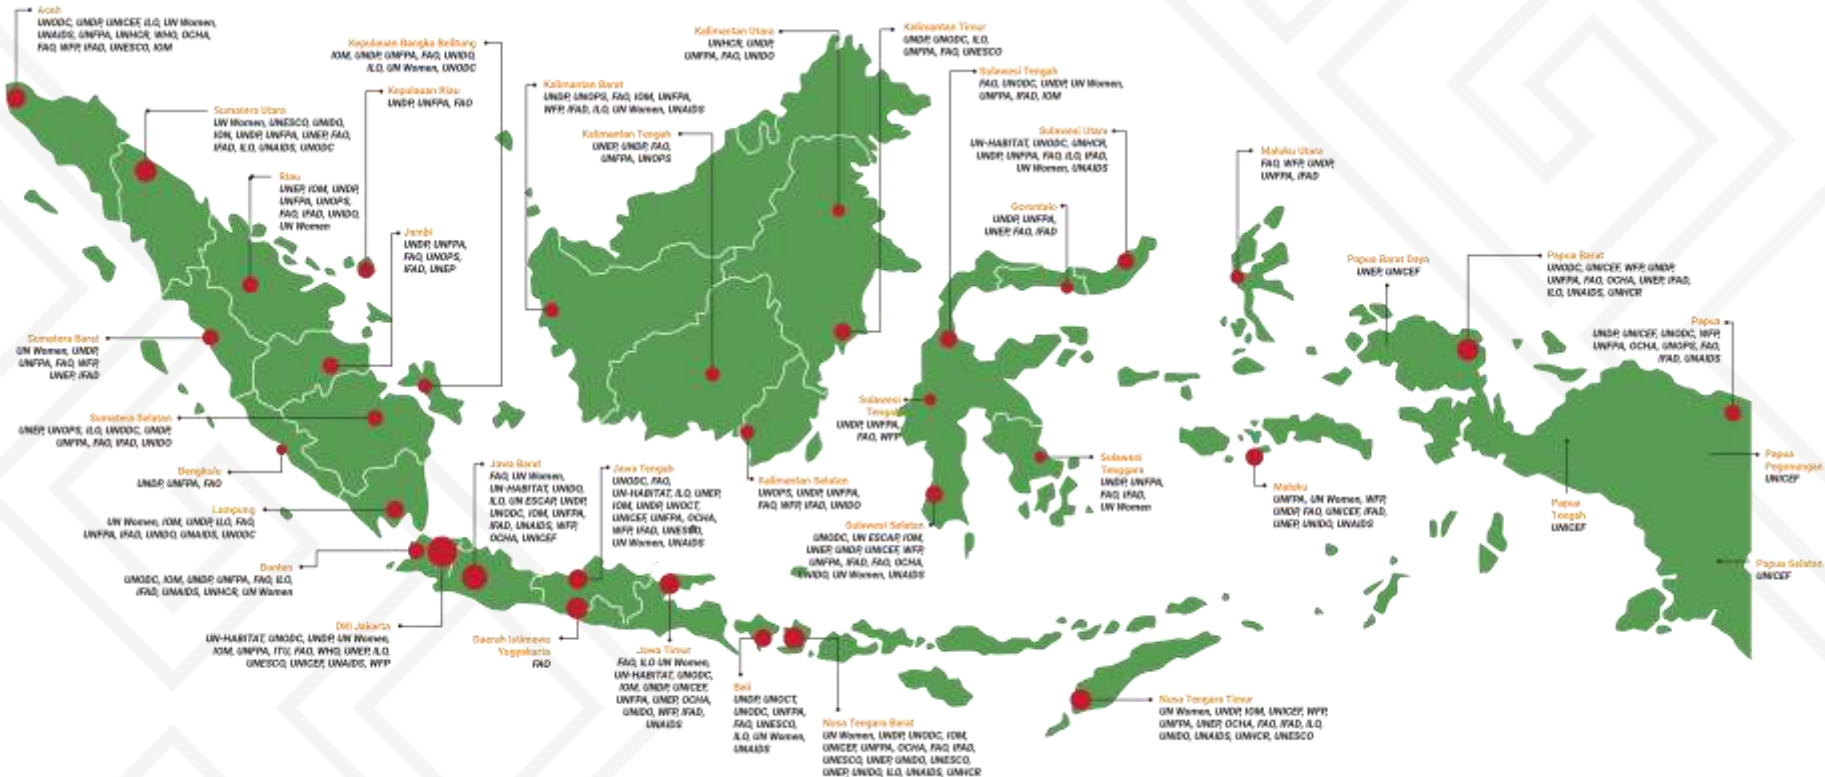 Aceh
UNODC, UNDP, UNICEF, ILO, UN Women,
UNAIDS, UNFPA, UNHCR, WHO, OCHA,
FAO, WFP, IFAD, UNESCO, IOM
Kepulauan Bangka Belitung
IOM, UNDP, UNFPA, FAO, UNIDO,
ILO, UN Women, UNODC
Kepulauan Riau
UNDP, UNFPA, FAO
Sumatera Utara
UN Women, UNESCO, UNIDO,
ION, UNDP, UNFPA, UNEP, FAO,
IFAD, ILO, UNAIDS, UNODC
Riau
UNEP, IOM, UNDP,
UNFPA, UNOPS,
FAO, IFAD, UNIDO,
UN Women
Jambi
UNDP, UNFPA,
FAO, UNOPS,
IFAD, UNEP
Sumatera Barat
UN Women, UNDP,
UNFPA, FAO, WFP,
UNEP, IFAD
Sumatera Selatan
UNEP, UNOPS, ILO, UNODC, UNDP,
UNFPA, FAO, IFAD, UNIDO
Bengkulu
UNDP, UNFPA, FAO
Lampung
UN Women, IOM, UNDP, ILO, FAO,
UNFPA, IFAD, UNIDO, UNAIDS, UNODC
Banten
UNODC, IOM, UNDP, UNFPA, FAO, ILO,
IFAD, UNAIDS, UNHCR, UN Women
DKI Jakarta
UN-HABITAT, UNODC, UNDP, UN Women,
IOM, UNFPA, ITU, FAO, WHO, UNEP, ILO,
UNESCO, UNICEF, UNAIDS, WFP
Jawa Barat
FAO, UN Women,
UN-HABITAT, UNIDO,
ILO, UN ESCAP, UNDP,
UNODC, IOM, UNFPA,
IFAD, UNAIDS, WFP,
OCHA, UNICEF
Jawa Tengah
UNODC, FAO,
UN-HABITAT, ILO, UNEP,
IOM, UNDP, UNOCT,
UNICEF, UNFPA, OCHA,
WFP, IFAD, UNESCO,
UN Women, UNAIDS
Daerah Istimewa
Yogyakarta
FAO
Jawa Timur
FAO, ILO UN Women,
UN-HABITAT, UNODC,
IOM, UNDP, UNICEF,
UNFPA, UNEP, OCHA,
UNIDO, WFP, IFAD,
UNAIDS
Bali
UNDP, UNOCT,
UNODC, UNFPA,
FAO, UNESCO,
ILO, UN Women,
UNAIDS
Nusa Tengara Barat
UN Women, UNDP, UNODC, IOM,
UNICEF, UNFPA, OCHA, FAO, IFAD,
UNESCO, UNEP, UNIDO, UNESCO,
UNEP, UNIDO, ILO, UNAIDS, UNHCR
Nusa Tengara Timur
UN Women, UNDP, IOM, UNICEF, WFP,
UNFPA, UNEP, OCHA, FAO, IFAD, ILO,
UNIDO, UNAIDS, UNHCR, UNESCO
Kalimantan Barat
UNDP, UNOPS, FAO, IOM, UNFPA,
WFP, IFAD, ILO, UN Women, UNAIDS
Kalimantan Tengah
UNEP, UNDP, FAO,
UNFPA, UNOPS
Kalimantan Utara
UNHCR, UNDP,
UNFPA, FAO, UNIDO
Kalimantan Timur
UNDP, UNODC, ILO,
UNFPA, FAO, UNESCO
Kalimantan Selatan
UNOPS, UNDP, UNFPA,
FAO, WFP, IFAD, UNIDO
Sulawesi Tengah
FAO, UNODC, UNDP, UN Women,
UNFPA, IFAD, IOM
Sulawesi Utara
UN-HABITAT, UNODC, UNHCR,
UNDP, UNFPA, FAO, ILO, IFAD,
UN Women, UNAIDS
Gorontalo
UNDP, UNFPA,
UNEP, FAO, IFAD
Sulawesi
Tengah
UNDP, UNFPA,
FAO, WFP
Sulawesi Selatan
UNODC, UN ESCAP, IOM,
UNEP, UNDP, UNICEF, WFP,
UNFPA, IFAD, FAO, OCHA,
UNIDO, UN Women, UNAIDS
Sulawesi
Tenggara
UNDP, UNFPA,
FAO, IFAD,
UN Women
Maluku Utara
FAO, WFP, UNDP,
UNFPA, IFAD
Maluku
UNFPA, UN Women, WFP,
UNDP, FAO, UNICEF, IFAD,
UNEP, UNIDO, UNAIDS
Papua Barat Daya
UNEP, UNICEF
Papua Barat
UNODC, UNICEF, WFP, UNDP,
UNFPA, FAO, OCHA, UNEP, IFAD,
ILO, UNAIDS, UNHCR
Papua
UNDP, UNICEF, UNODC, WFP,
UNFPA, OCHA, UNOPS, FAO,
IFAD, UNAIDS
Papua
Pegunungan
UNICEF
Papua
Tengah
UNICEF
Papua Selatan
UNICEF